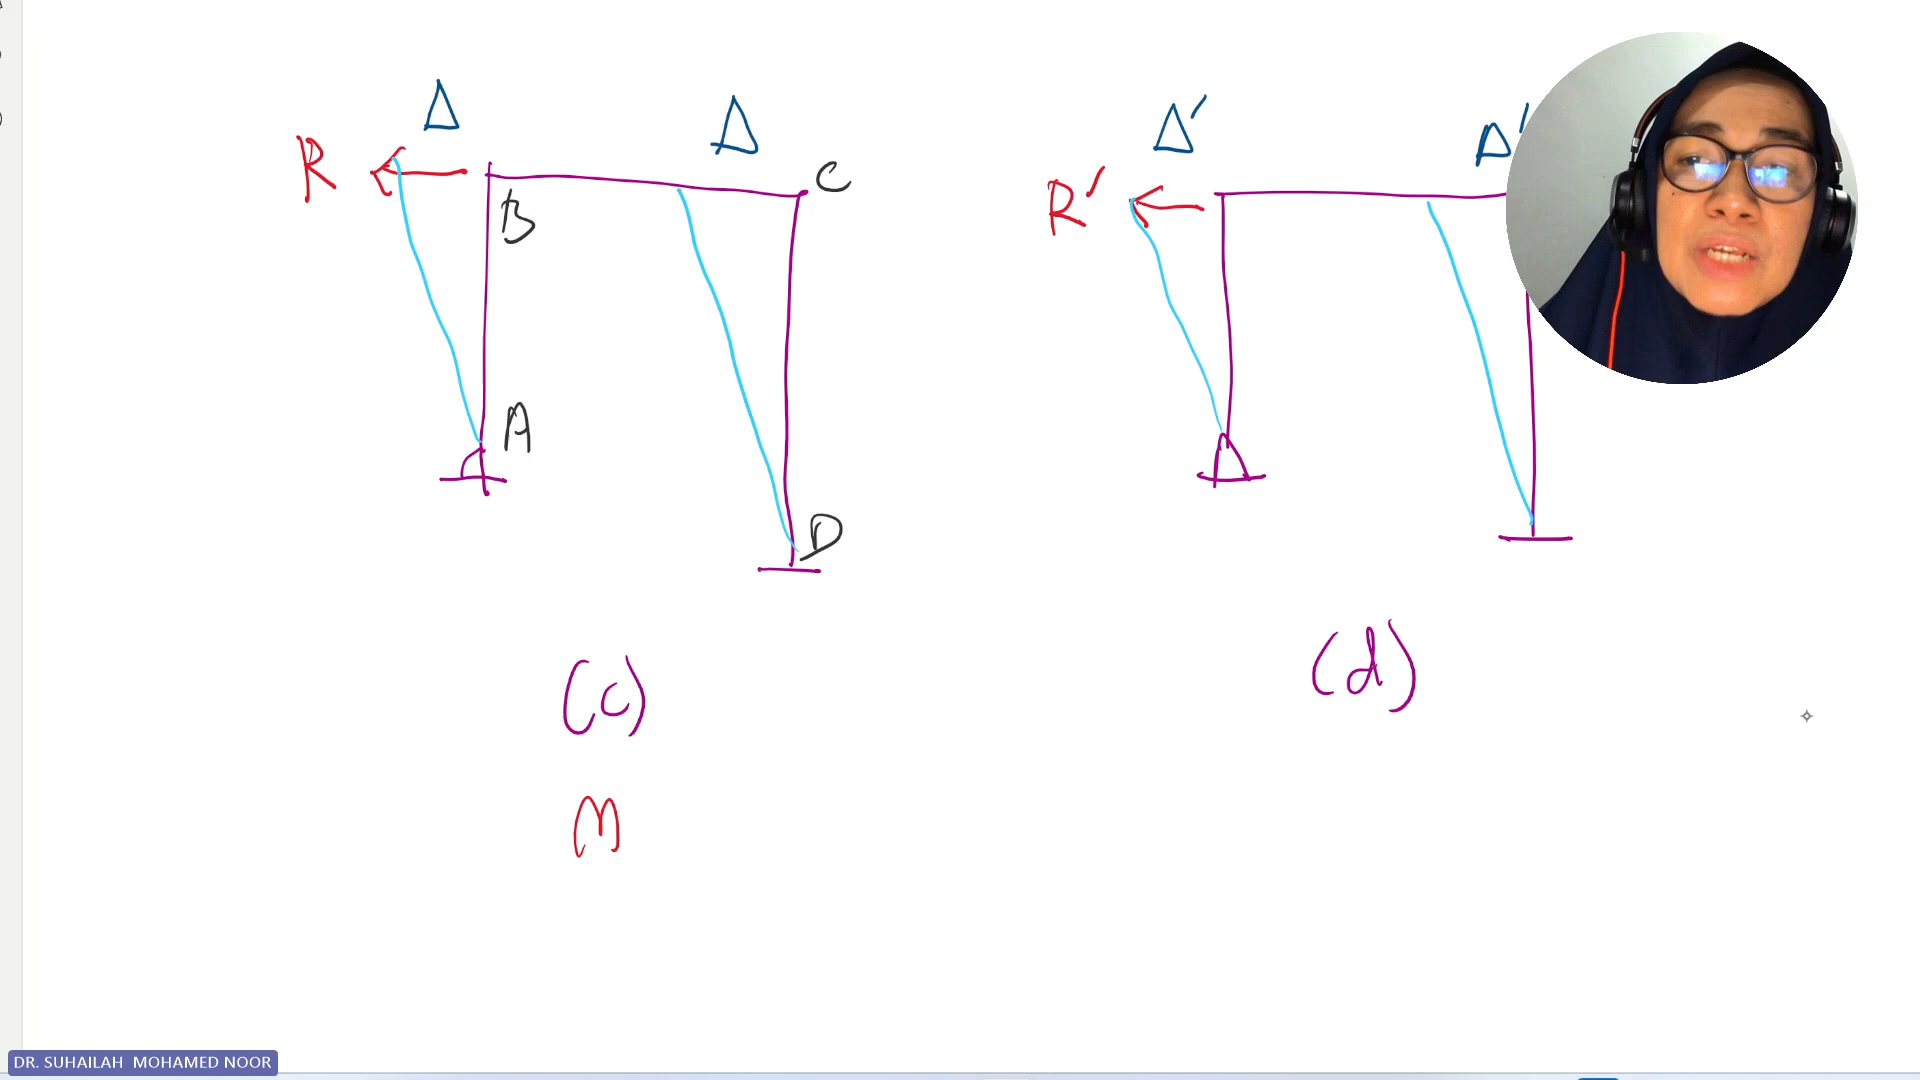 Δ Δ
R
C
B
A
D
(c)
M
Δ' Δ'
R'
(d)
DR. SUHAILAH MOHAMED NOOR